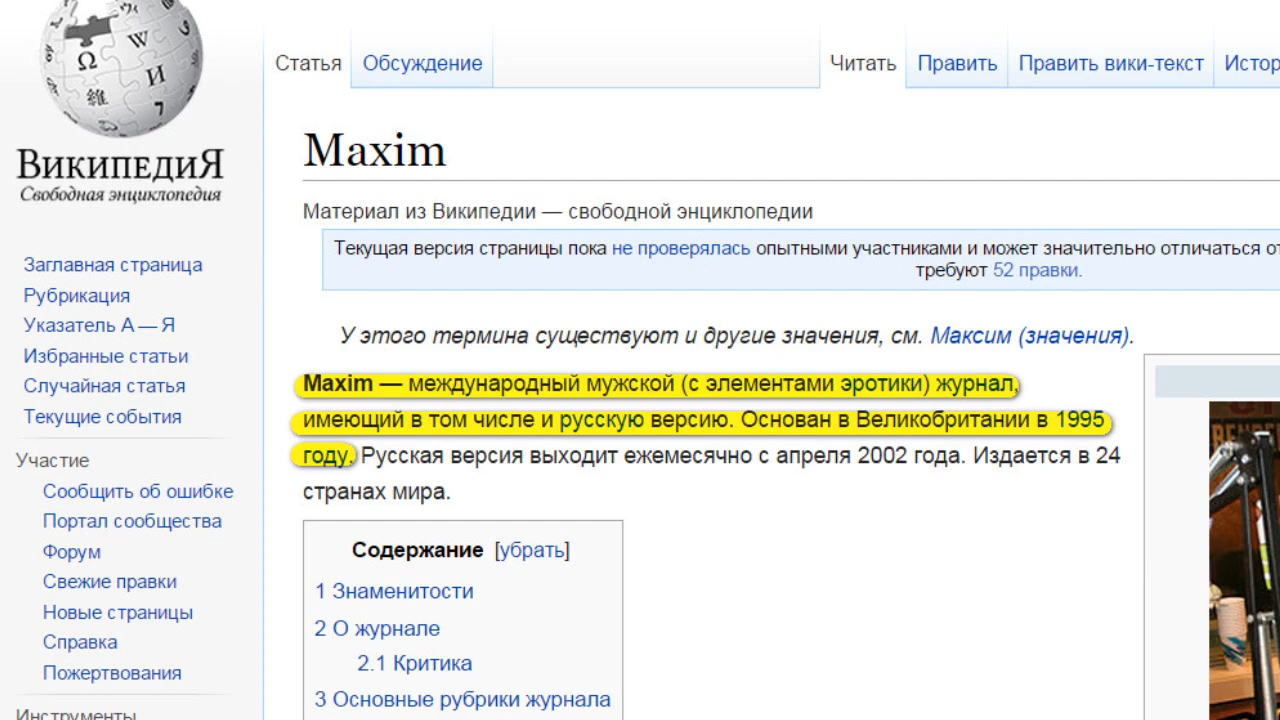 ВикипедиЯ
Свободная энциклопедия
Заглавная страница
Рубрикация
Указатель А — Я
Избранные статьи
Случайная статья
Текущие события
Участие
Сообщить об ошибке
Портал сообщества
Форум
Свежие правки
Новые страницы
Справка
Пожертвования
Инструменты
Статья Обсуждение Читать Править Править вики-текст
Maxim
Материал из Википедии — свободной энциклопедии
Текущая версия страницы пока не проверялась опытными участниками и может значительно отличаться
требуют 52 правки.
У этого термина существуют и другие значения, см. Максим (значения).
Maxim — международный мужской (с элементами эротики) журнал,
имеющий в том числе и русскую версию. Основан в Великобритании в 1995
году. Русская версия выходит ежемесячно с апреля 2002 года. Издается в 24
странах мира.
Содержание [убрать]
1 Знаменитости
2 О журнале
2.1 Критика
3 Основные рубрики журнала